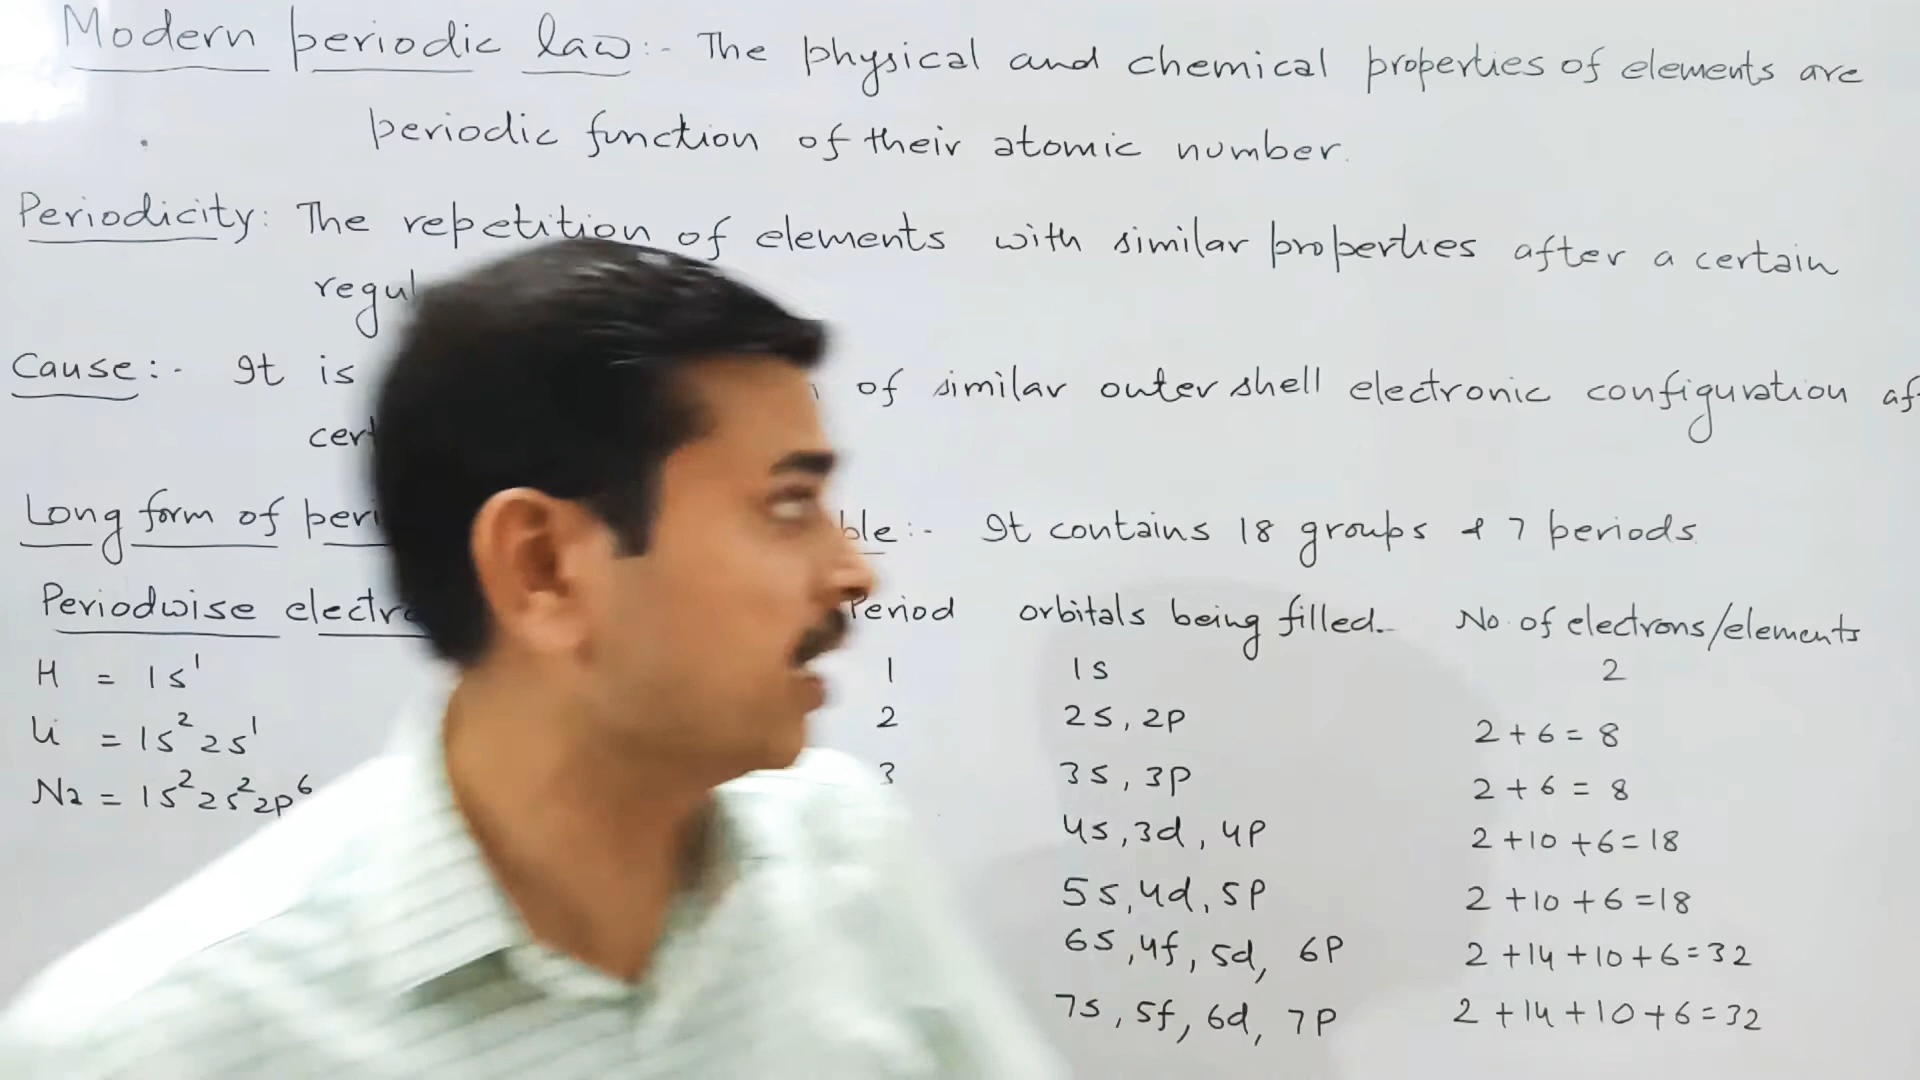 Modern periodic law:- The physical and chemical properties of elements are
periodic function of their atomic number.
Periodicity: The repetition of elements with similar properties after a certain
regul
Cause:- It is of similar outer shell electronic configuration af
cert
Long form of peri ble:- It contains 18 groups & 7 periods
Periodwise electr Period orbitals being filled. No. of electrons/elements
H = 1s¹ 1 1s 2
Li = 1s² 2s¹ 2 2s, 2p 2+6=8
Na = 1s² 2s² 2p⁶ 3 3s, 3p 2+6=8
4s, 3d, 4p 2+10+6=18
5s, 4d, 5p 2+10+6=18
6s, 4f, 5d, 6p 2+14+10+6=32
7s, 5f, 6d, 7p 2+14+10+6=32